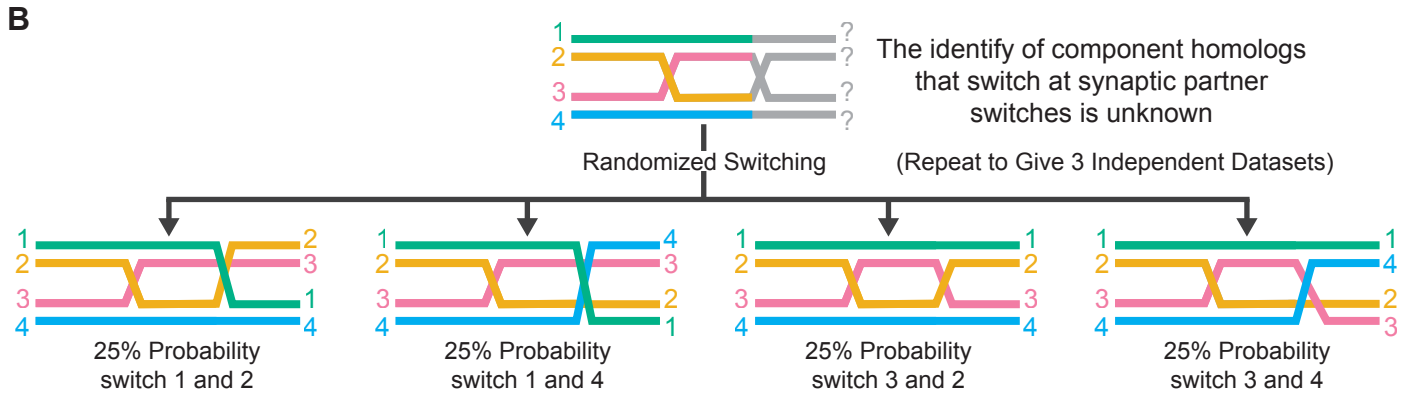 B
1
?
2
?
3
?
4
?
The identify of component homologs
that switch at synaptic partner
switches is unknown
Randomized Switching
(Repeat to Give 3 Independent Datasets)
1
2
2
3
3
1
4
4
25% Probability
switch 1 and 2
1
4
2
3
3
2
4
1
25% Probability
switch 1 and 4
1
1
2
2
3
3
4
4
25% Probability
switch 3 and 2
1
1
2
4
3
2
4
3
25% Probability
switch 3 and 4